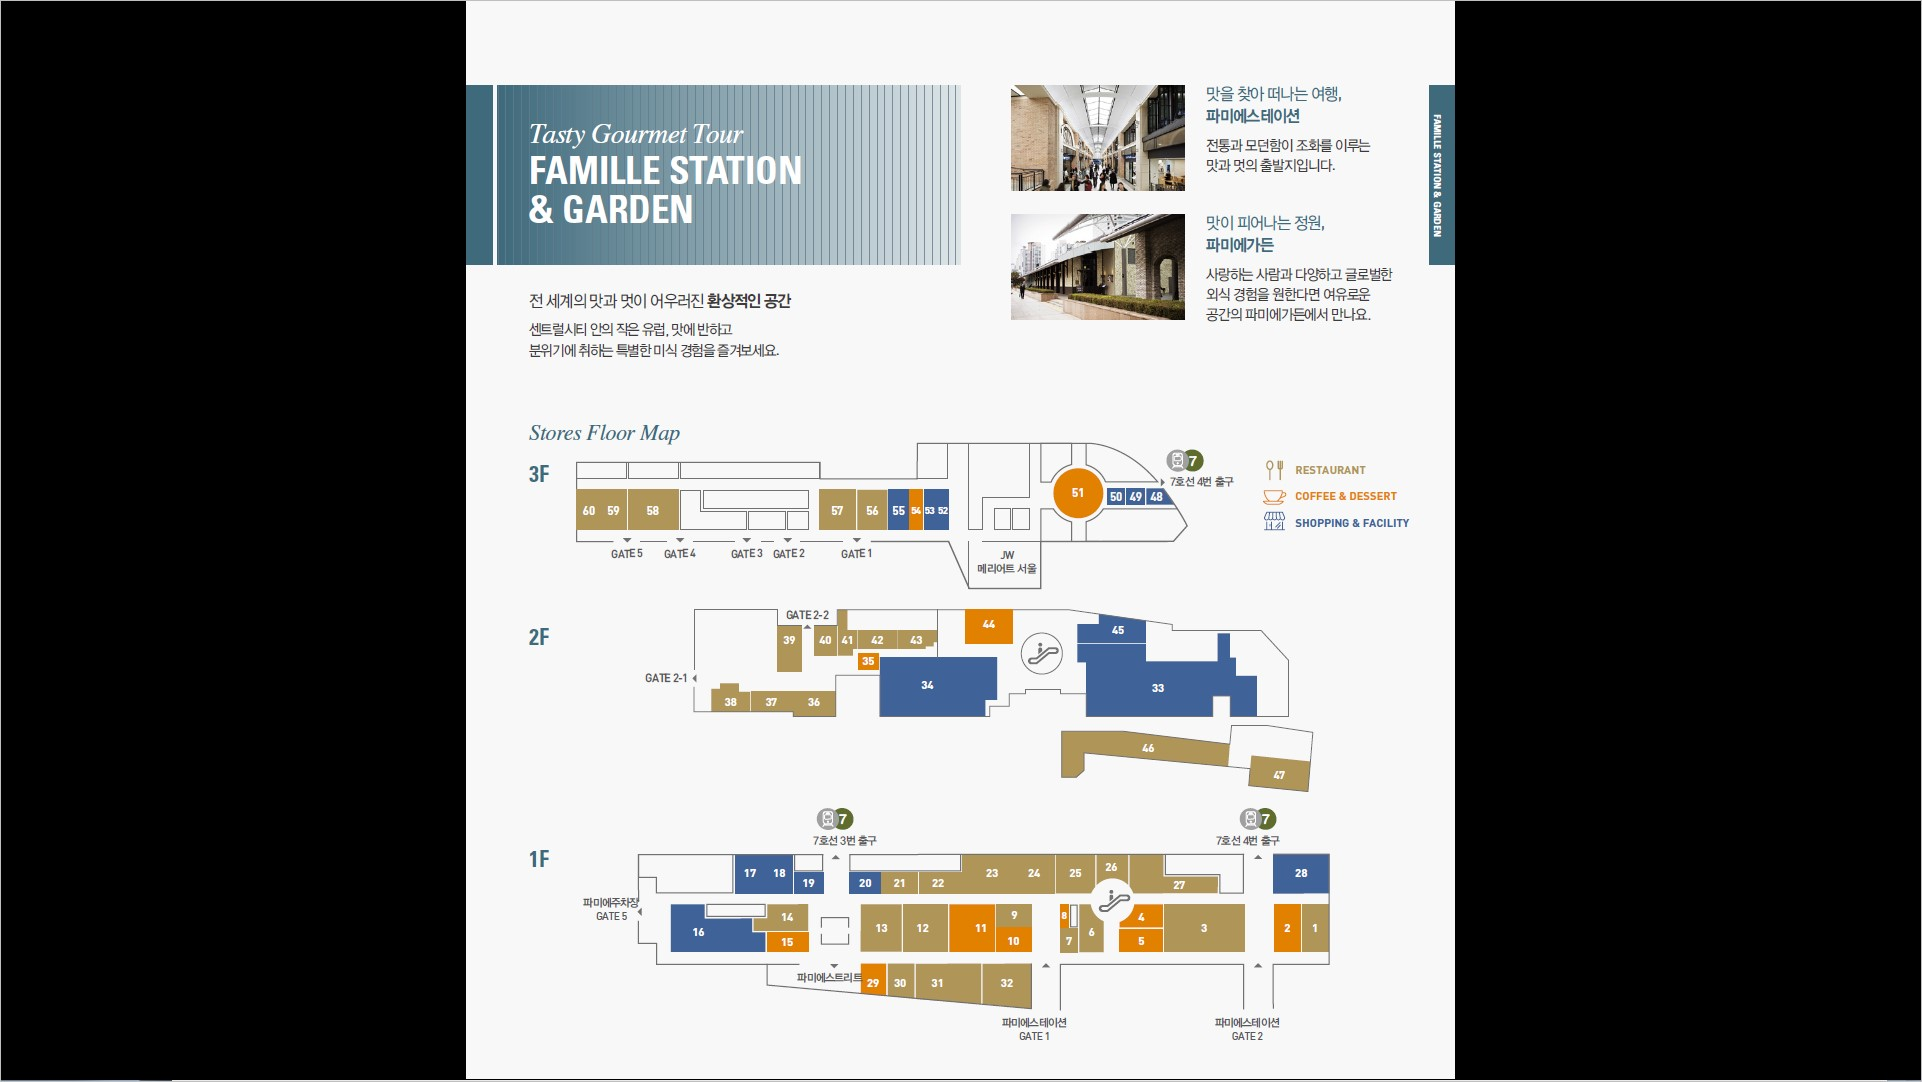 Tasty Gourmet Tour
FAMILLE STATION
& GARDEN
전 세계의 맛과 멋이 어우러진 환상적인 공간
센트럴시티 안의 작은 유럽, 맛에 반하고
분위기에 취하는 특별한 미식 경험을 즐겨보세요.
맛을 찾아 떠나는 여행,
파미에스테이션
전통과 모던함이 조화를 이루는
맛과 멋의 출발지입니다.
맛이 피어나는 정원,
파미에가든
사랑하는 사람과 다양하고 글로벌한
외식 경험을 원한다면 여유로운
공간의 파미에가든에서 만나요.
FAMILLE STATION & GARDEN
Stores Floor Map
RESTAURANT
COFFEE & DESSERT
SHOPPING & FACILITY
3F
7
7호선 4번 출구
51
50 49 48
60 59 58 57 56 55 54 53 52
GATE 5 GATE 4 GATE 3 GATE 2 GATE 1
JW
메리어트 서울
2F
GATE 2-2
39 40 41 42 43
44
45
35
34
33
GATE 2-1
38 37 36
46
47
7
7호선 3번 출구
7
7호선 4번 출구
1F
17 18 19 20 21 22 23 24 25 26 27 28
파미에주차장
GATE 5
16 14 15 13 12 11 9 10 8 7 6 4 5 3 2 1
파미에스트리트
29 30 31 32
파미에스테이션
GATE 1
파미에스테이션
GATE 2